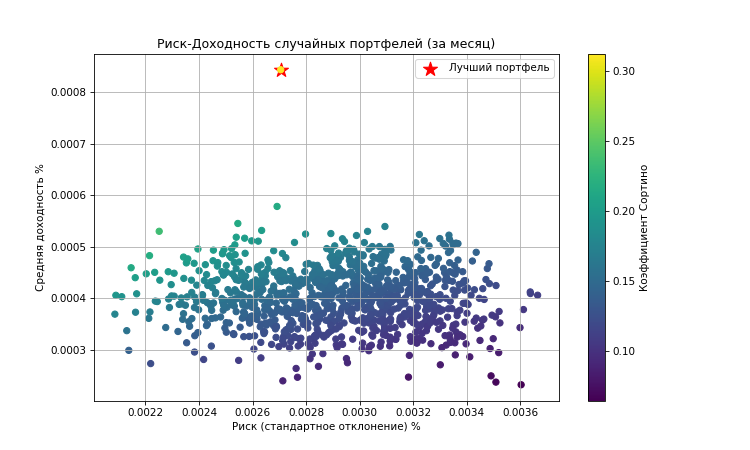 Риск-Доходность случайных портфелей (за месяц)
Лучший портфель
0.0008
0.0007
0.0006
0.0005
0.0004
0.0003
Средняя доходность %
0.0022 0.0024 0.0026 0.0028 0.0030 0.0032 0.0034 0.0036
Риск (стандартное отклонение) %
0.30
0.25
0.20
0.15
0.10
Коэффициент Сортино